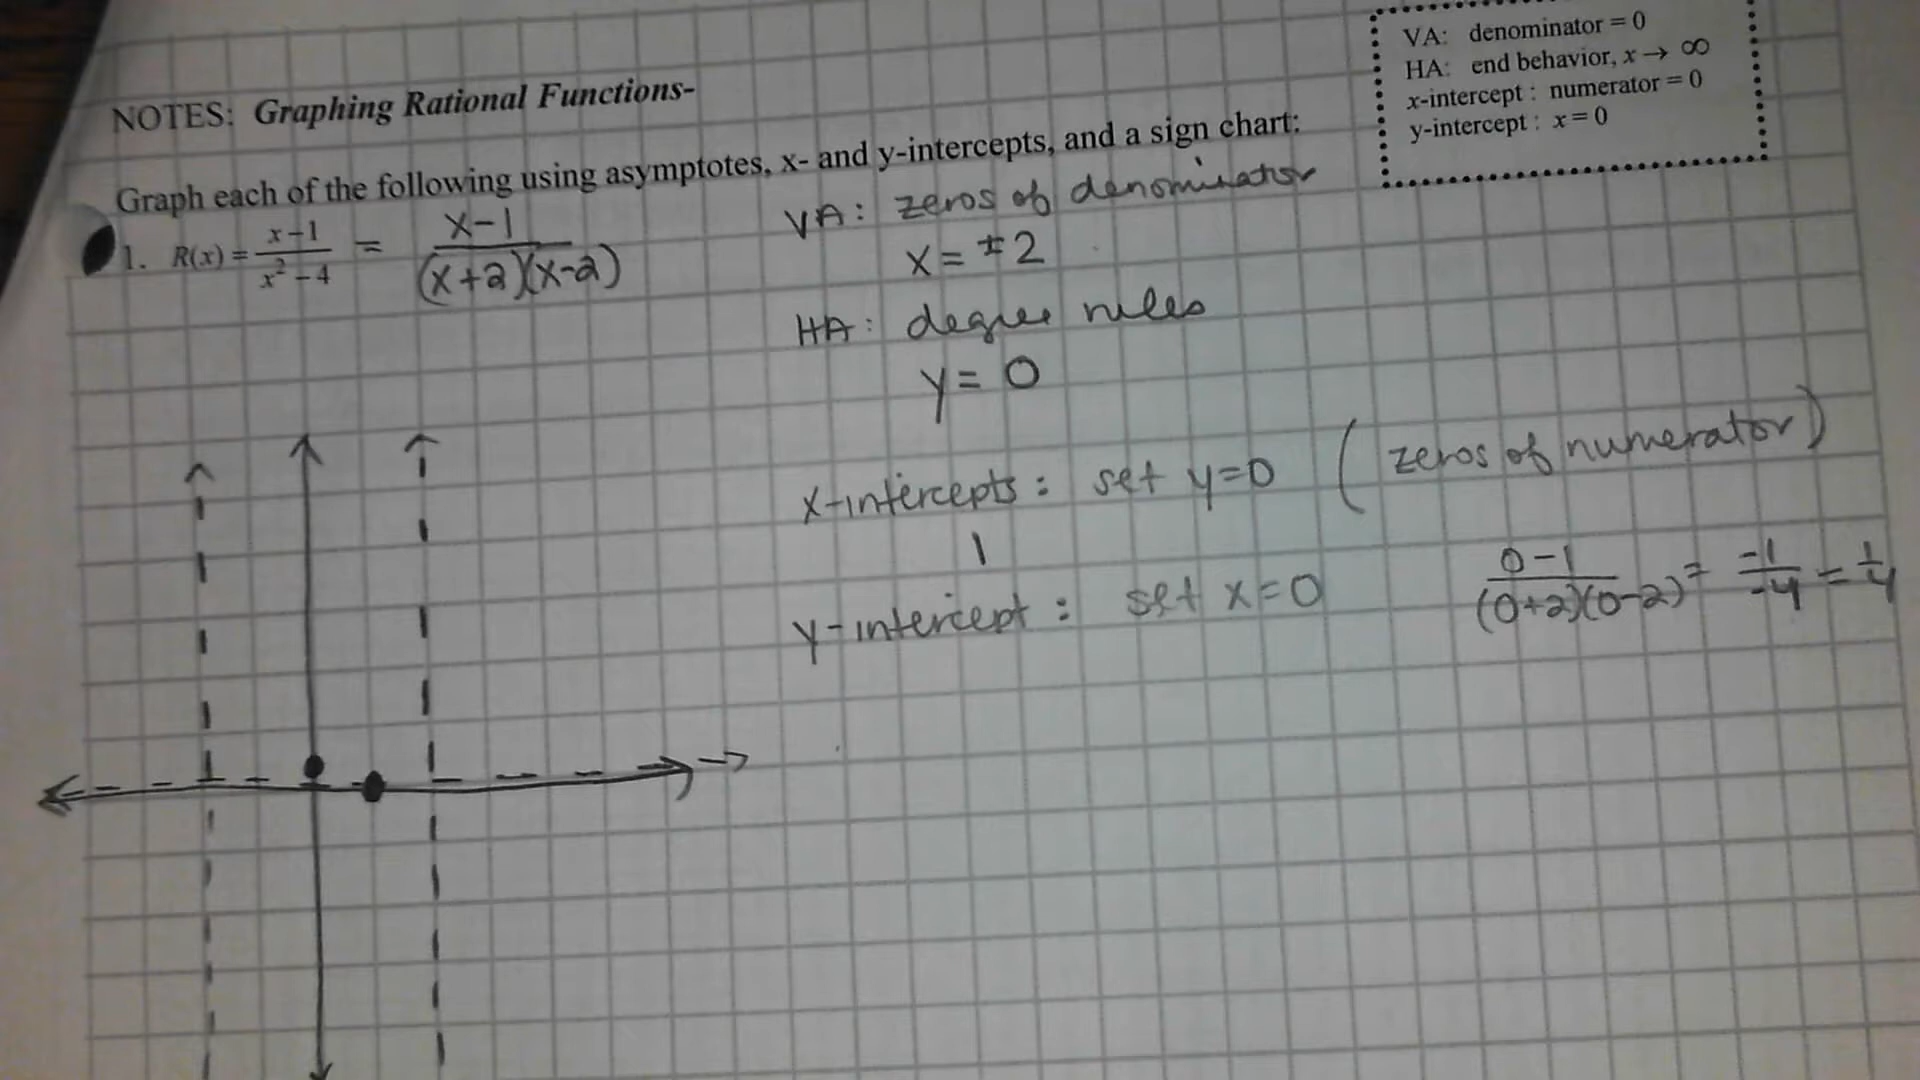 VA: denominator = 0
HA: end behavior, x → ∞
x-intercept : numerator = 0
y-intercept : x = 0
NOTES: Graphing Rational Functions-
Graph each of the following using asymptotes, x- and y-intercepts, and a sign chart:
1. R(x) = x-1 / x² - 4 = x-1 / (x+2)(x-2)
VA: zeros of denominator
x = ±2
HA: degree rules
y = 0
x-intercepts: set y=0 (zeros of numerator)
1
y-intercept: set x=0 0-1 / (0+2)(0-2) = -1 / -4 = 1/4